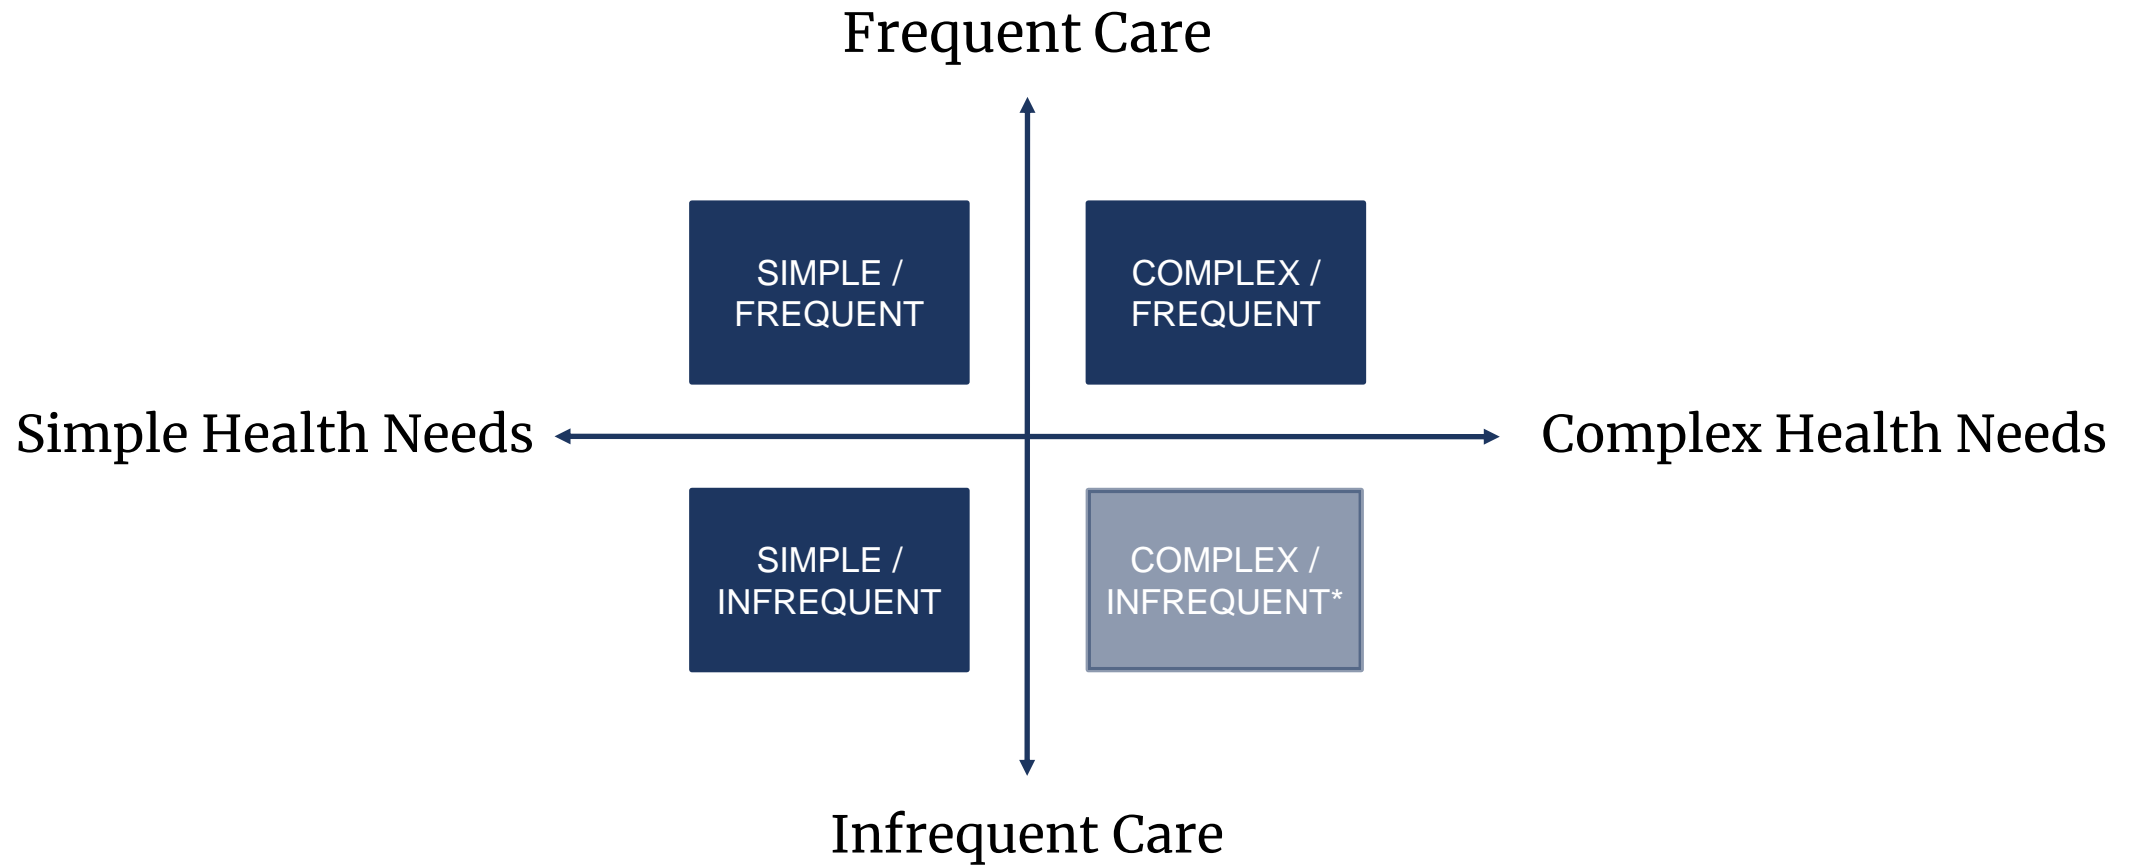 Frequent Care
SIMPLE /
FREQUENT
COMPLEX /
FREQUENT
Simple Health Needs
Complex Health Needs
SIMPLE /
INFREQUENT
COMPLEX /
INFREQUENT*
Infrequent Care